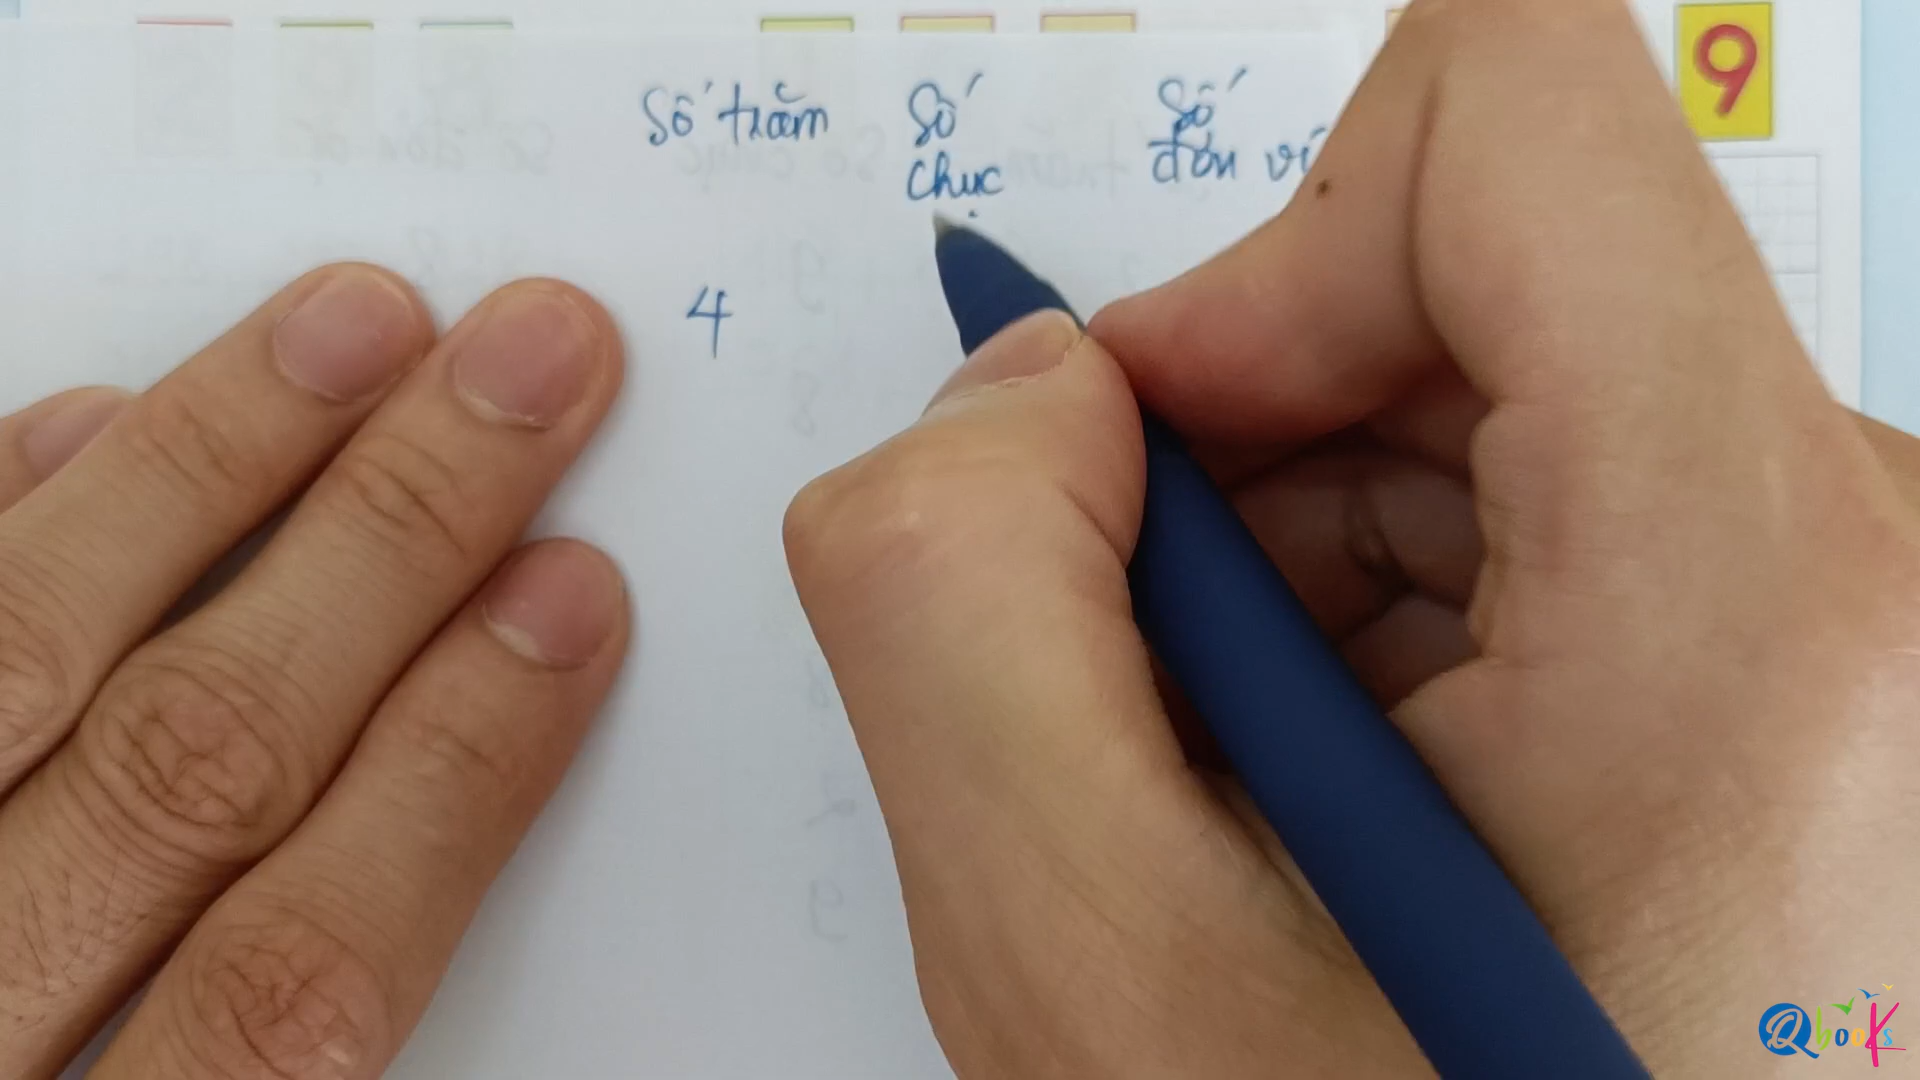 9
Số trăm
Số
chục
Số
đơn vị
4
Qbooks